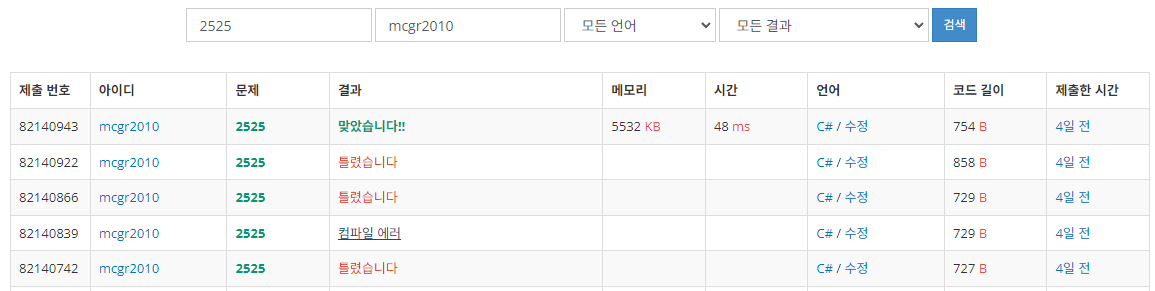 2525 mcgr2010 모든 언어 모든 결과 검색
제출 번호 아이디 문제 결과 메모리 시간 언어 코드 길이 제출한 시간
82140943 mcgr2010 2525 맞았습니다!! 5532 KB 48 ms C# / 수정 754 B 4일 전
82140922 mcgr2010 2525 틀렸습니다 C# / 수정 858 B 4일 전
82140866 mcgr2010 2525 틀렸습니다 C# / 수정 729 B 4일 전
82140839 mcgr2010 2525 컴파일 에러 C# / 수정 729 B 4일 전
82140742 mcgr2010 2525 틀렸습니다 C# / 수정 727 B 4일 전